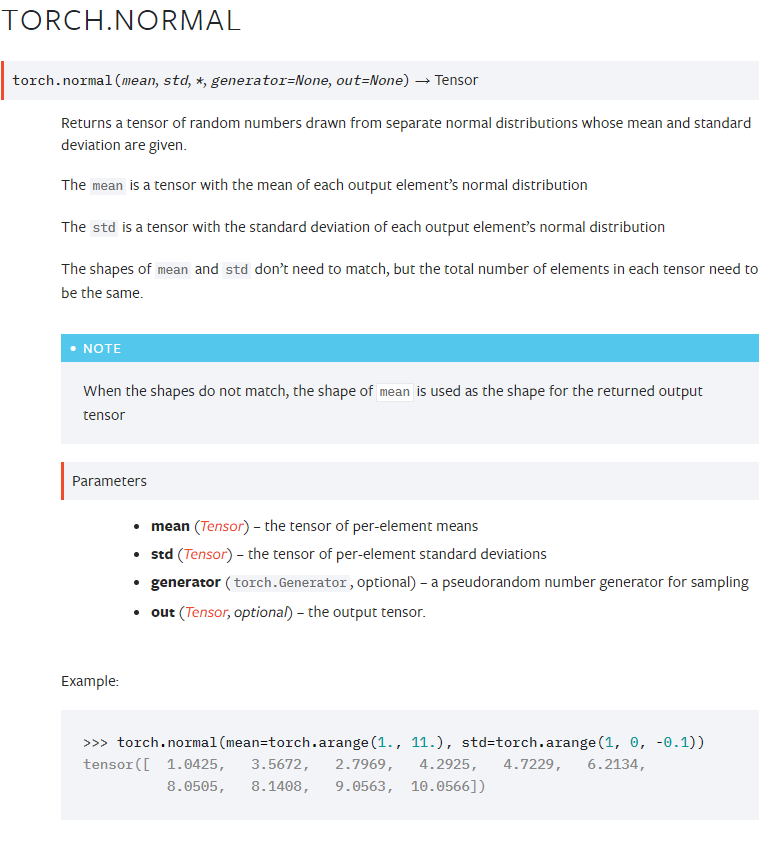 TORCH.NORMAL
torch.normal(mean, std, *, generator=None, out=None) → Tensor
Returns a tensor of random numbers drawn from separate normal distributions whose mean and standard
deviation are given.
The mean is a tensor with the mean of each output element’s normal distribution
The std is a tensor with the standard deviation of each output element’s normal distribution
The shapes of mean and std don’t need to match, but the total number of elements in each tensor need to
be the same.
• NOTE
When the shapes do not match, the shape of mean is used as the shape for the returned output
tensor
Parameters
• mean (Tensor) – the tensor of per-element means
• std (Tensor) – the tensor of per-element standard deviations
• generator (torch.Generator, optional) – a pseudorandom number generator for sampling
• out (Tensor, optional) – the output tensor.
Example:
>>> torch.normal(mean=torch.arange(1., 11.), std=torch.arange(1, 0, -0.1))
tensor([  1.0425,   3.5672,   2.7969,   4.2925,   4.7229,   6.2134,
          8.0505,   8.1408,   9.0563,  10.0566])